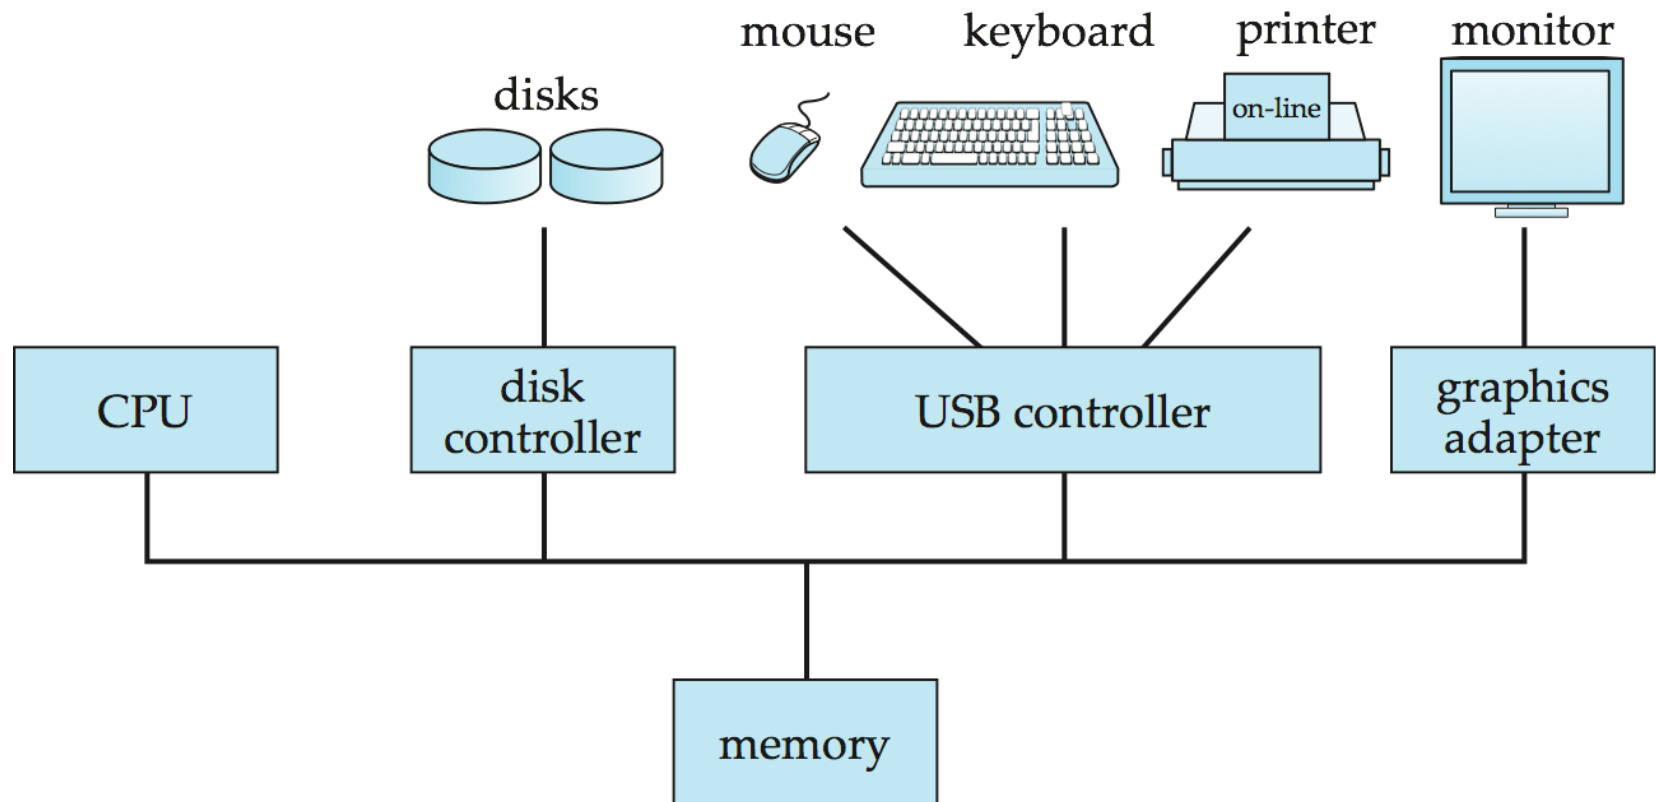 mouse
keyboard
printer
monitor
disks
on-line
CPU
disk
controller
USB controller
graphics
adapter
memory